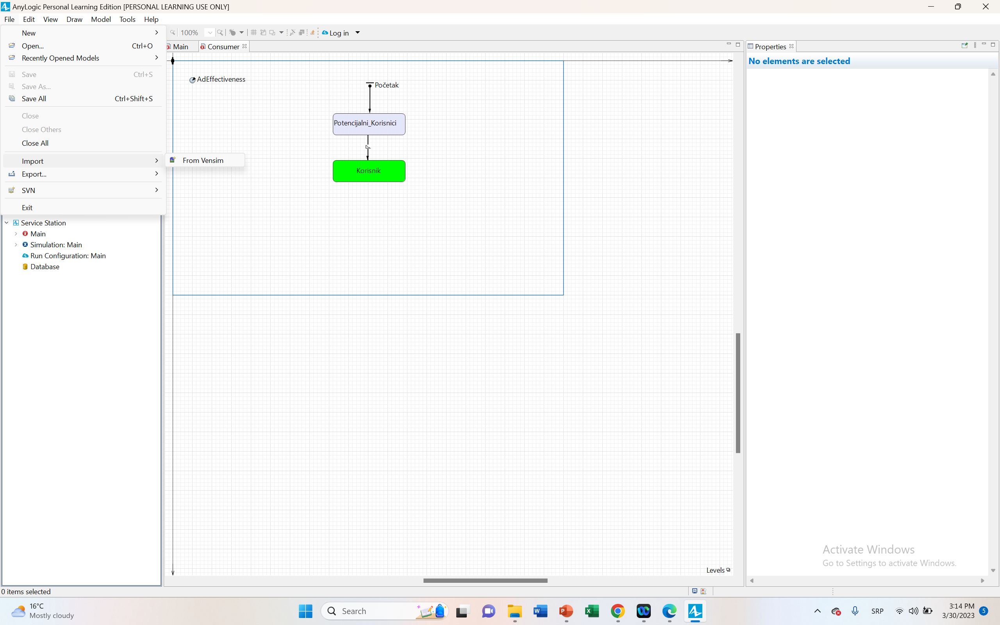 AnyLogic Personal Learning Edition [PERSONAL LEARNING USE ONLY]
File Edit View Draw Model Tools Help
New
Open... Ctrl+O
Recently Opened Models
Save Ctrl+S
Save As...
Save All Ctrl+Shift+S
Close
Close Others
Close All
Import
From Vensim
Export...
SVN
Exit
100%
Log in
Main
Consumer
AdEffectiveness
Početak
Potencijalni_Korisnici
Korisnik
Levels
Properties
No elements are selected
Service Station
Main
Simulation: Main
Run Configuration: Main
Database
Activate Windows
Go to Settings to activate Windows.
0 items selected
16°C
Mostly cloudy
Search
SRP
3:14 PM
3/30/2023
5